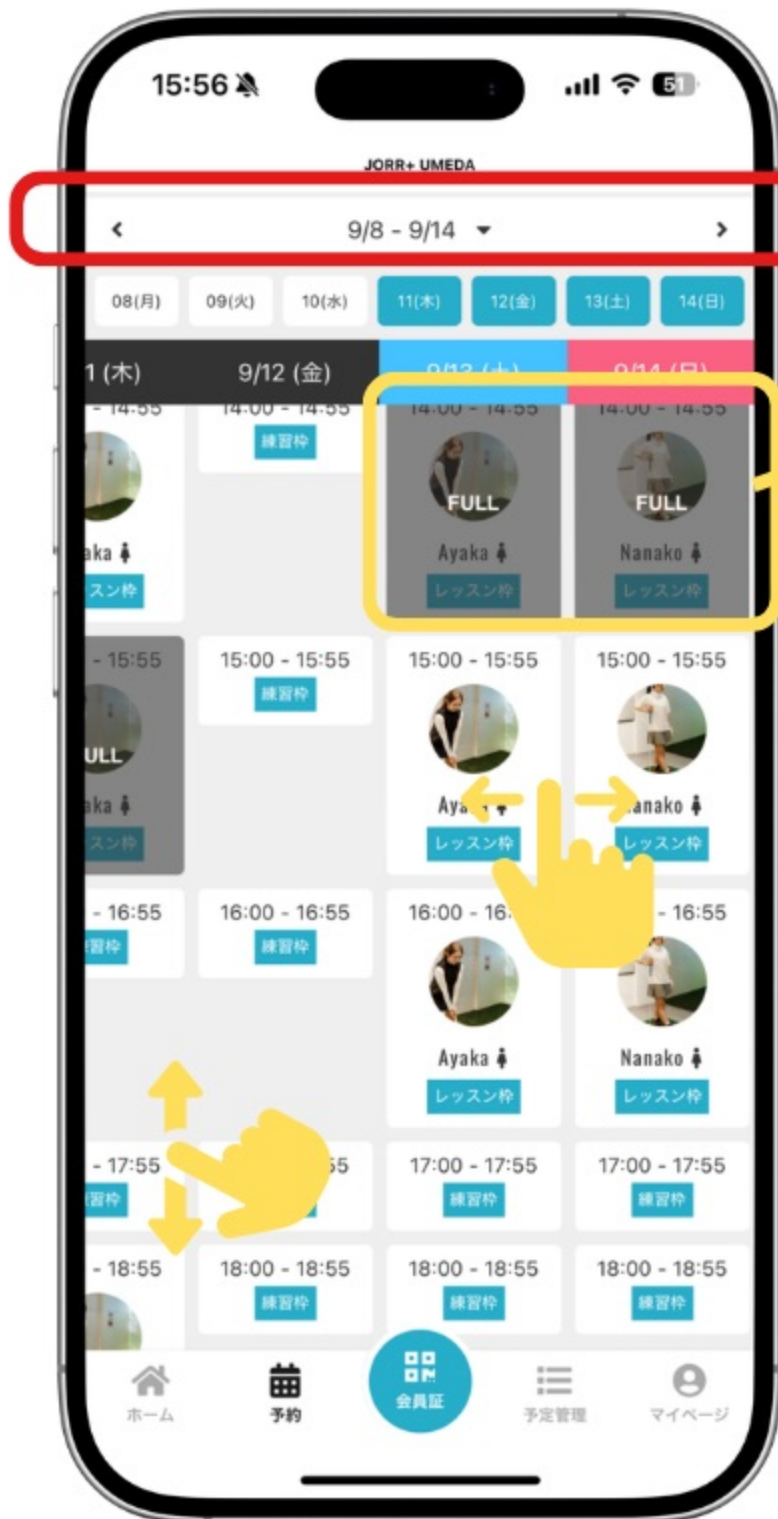 15:56
51
JORR+ UMEDA
9/8 - 9/14
08(月) 09(火) 10(水) 11(木) 12(金) 13(土) 14(日)
1 (木) 9/12 (金) 9/13 (土) 9/14 (日)
- 14:55 14:00 - 14:55 14:00 - 14:55 14:00 - 14:55
練習枠
FULL FULL
aka Ayaka Nanako
スン枠 レッスン枠 レッスン枠
- 15:55 15:00 - 15:55 15:00 - 15:55 15:00 - 15:55
練習枠
ULL
aka Aya anako
スン枠 レッスン枠 レッスン枠
- 16:55 16:00 - 16:55 16:00 - 16: - 16:55
習枠 練習枠
Ayaka Nanako
レッスン枠 レッスン枠
- 17:55 55 17:00 - 17:55 17:00 - 17:55
習枠 練習枠 練習枠
- 18:55 18:00 - 18:55 18:00 - 18:55 18:00 - 18:55
練習枠 練習枠 練習枠
ホーム 予約 会員証 予定管理 マイページ